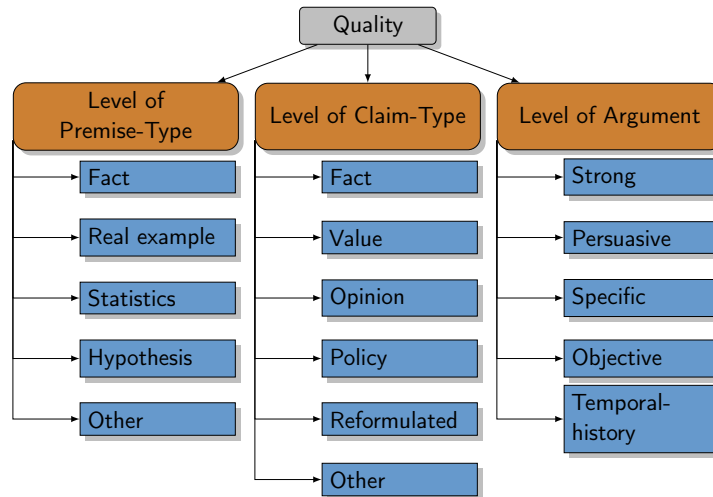 Quality
Level of
Premise-Type
Fact
Real example
Statistics
Hypothesis
Other
Level of Claim-Type
Fact
Value
Opinion
Policy
Reformulated
Other
Level of Argument
Strong
Persuasive
Specific
Objective
Temporal-
history